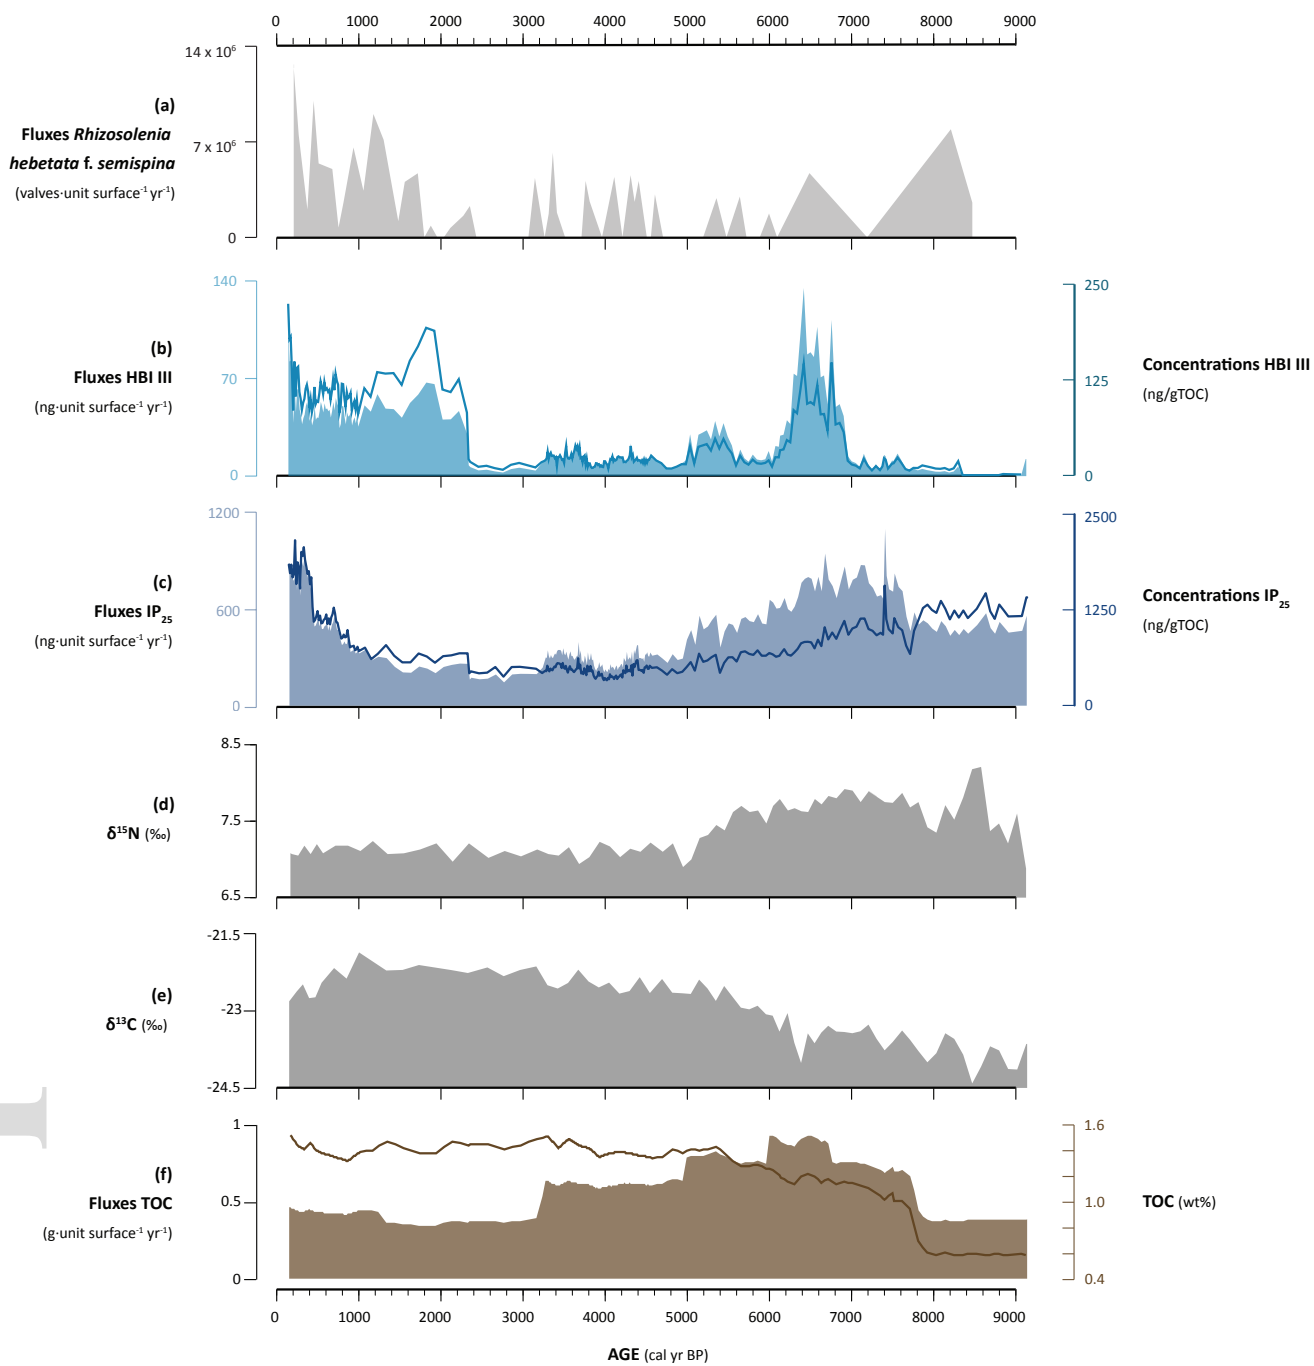 0 1000 2000 3000 4000 5000 6000 7000 8000 9000
14 x 10⁶
(a)
Fluxes Rhizosolenia
7 x 10⁶
hebetata f. semispina
(valves·unit surface⁻¹ yr⁻¹)
0
140
250
(b)
Fluxes HBI III
Concentrations HBI III
70
125
(ng·unit surface⁻¹ yr⁻¹)
(ng/gTOC)
0
0
1200
2500
(c)
Fluxes IP₂₅
Concentrations IP₂₅
600
1250
(ng·unit surface⁻¹ yr⁻¹)
(ng/gTOC)
0
0
8.5
(d)
7.5
δ¹⁵N (‰)
6.5
-21.5
(e)
-23
δ¹³C (‰)
-24.5
1
1.6
(f)
Fluxes TOC
0.5
1.0
TOC (wt%)
(g·unit surface⁻¹ yr⁻¹)
0
0.4
0 1000 2000 3000 4000 5000 6000 7000 8000 9000
AGE (cal yr BP)